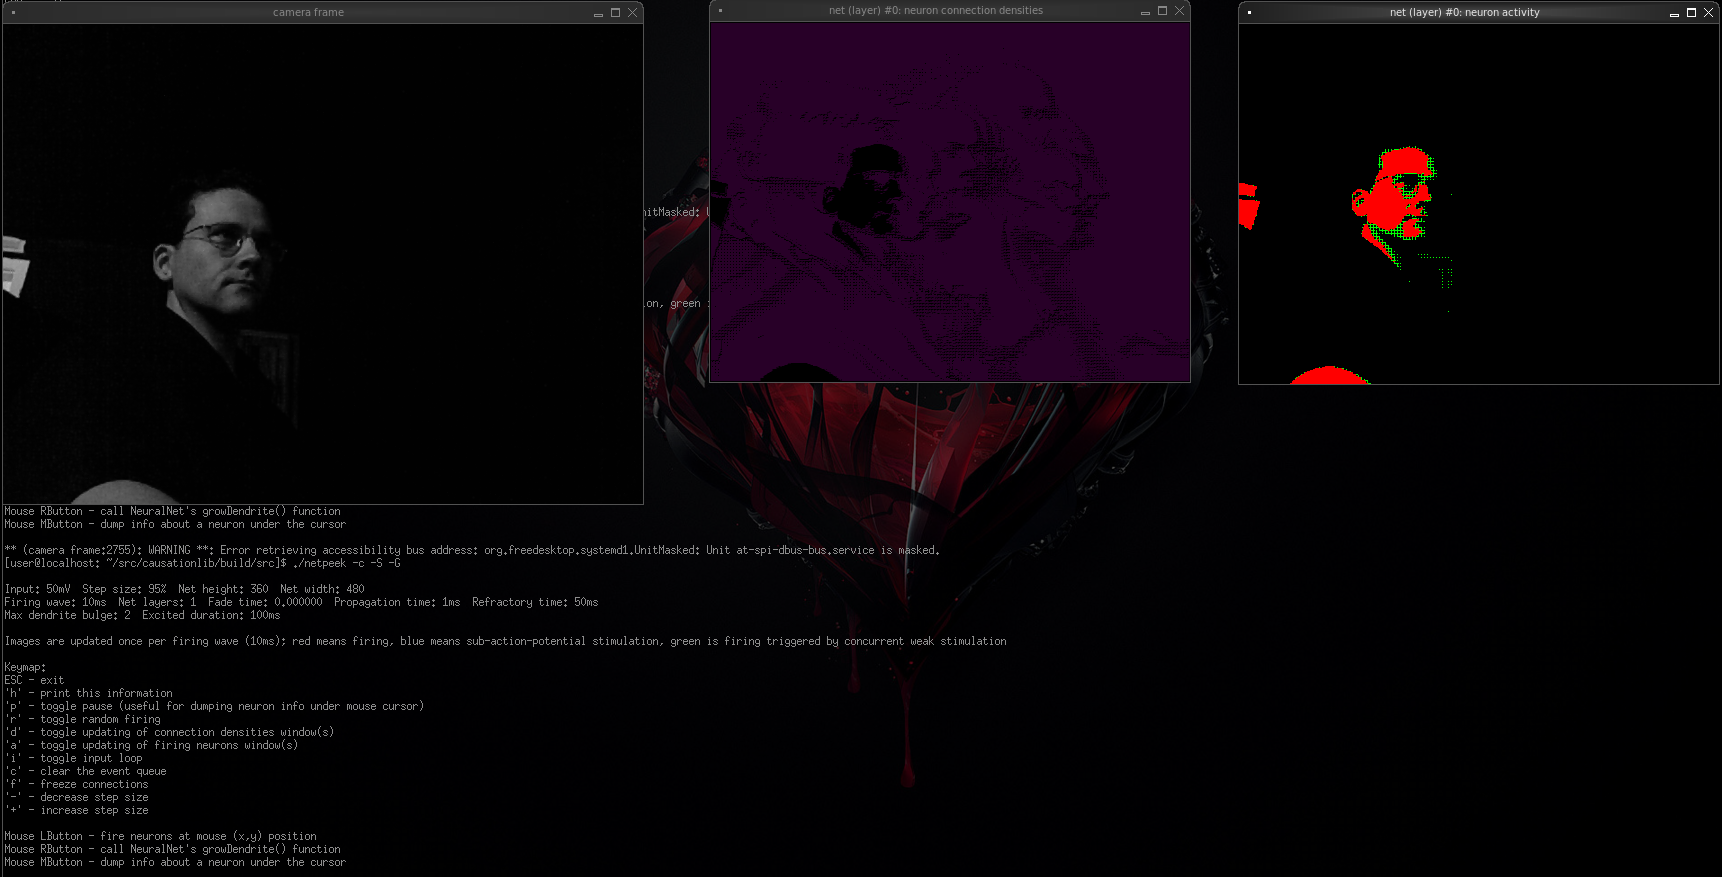 camera frame
net (layer) #0: neuron connection densities
net (layer) #0: neuron activity
nitMasked: U
on, green i
Mouse RButton - call NeuralNet's growDendrite() function
Mouse MButton - dump info about a neuron under the cursor
** (camera frame:2755): WARNING **: Error retrieving accessibility bus address: org.freedesktop.systemd1.UnitMasked: Unit at-spi-dbus-bus.service is masked.
[user@localhost: ~/src/causationlib/build/src]$ ./netpeek -c -S -G
Input: 50mV  Step size: 95%  Net height: 360  Net width: 480
Firing wave: 10ms  Net layers: 1  Fade time: 0.000000  Propagation time: 1ms  Refractory time: 50ms
Max dendrite bulge: 2  Excited duration: 100ms
Images are updated once per firing wave (10ms); red means firing, blue means sub-action-potential stimulation, green is firing triggered by concurrent weak stimulation
Keymap:
ESC - exit
'h' - print this information
'p' - toggle pause (useful for dumping neuron info under mouse cursor)
'r' - toggle random firing
'd' - toggle updating of connection densities window(s)
'a' - toggle updating of firing neurons window(s)
'i' - toggle input loop
'c' - clear the event queue
'f' - freeze connections
'-' - decrease step size
'+' - increase step size
Mouse LButton - fire neurons at mouse (x,y) position
Mouse RButton - call NeuralNet's growDendrite() function
Mouse MButton - dump info about a neuron under the cursor